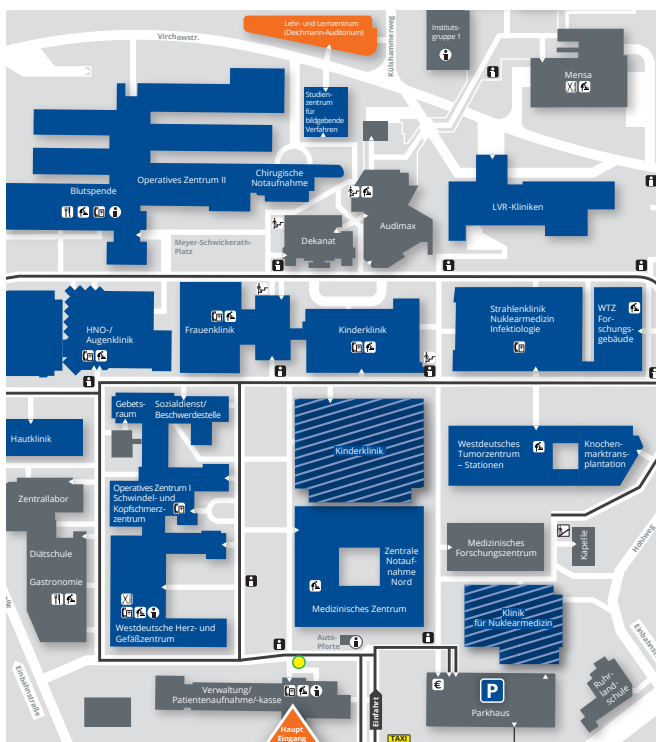 Lehr- und Lernzentrum
(Deichmann-Auditorium)
Virchowstr.
Külshammerweg
Instituts-
gruppe 1
Mensa
Studien-
zentrum
für
bildgebende
Verfahren
Chirugische
Notaufnahme
Operatives Zentrum II
Blutspende
LVR-Kliniken
Audimax
Dekanat
Meyer-Schwickerath-
Platz
HNO-/
Augenklinik
Frauenklinik
Kinderklinik
Strahlenklinik
Nuklearmedizin
Infektiologie
WTZ
For-
schungs-
gebäude
Gebets-
raum
Sozialdienst/
Beschwerdestelle
Hautklinik
Kinderklinik
Westdeutsches
Tumorzentrum
– Stationen
Knochen-
marktrans-
plantation
Operatives Zentrum I
Schwindel- und
Kopfschmerz-
zentrum
Zentrallabor
Diätschule
Gastronomie
Zentrale
Notauf-
nahme
Nord
Medizinisches Zentrum
Medizinisches
Forschungszentrum
Kapelle
Hohlweg
Klinik
für Nuklearmedizin
Westdeutsche Herz- und
Gefäßzentrum
Auto-
Pforte
Einbahnstraße
Verwaltung/
Patientenaufnahme/-kasse
Haupt
Eingang
Einfahrt
€
P
Parkhaus
Ruhr-
land-
schule
TAXI